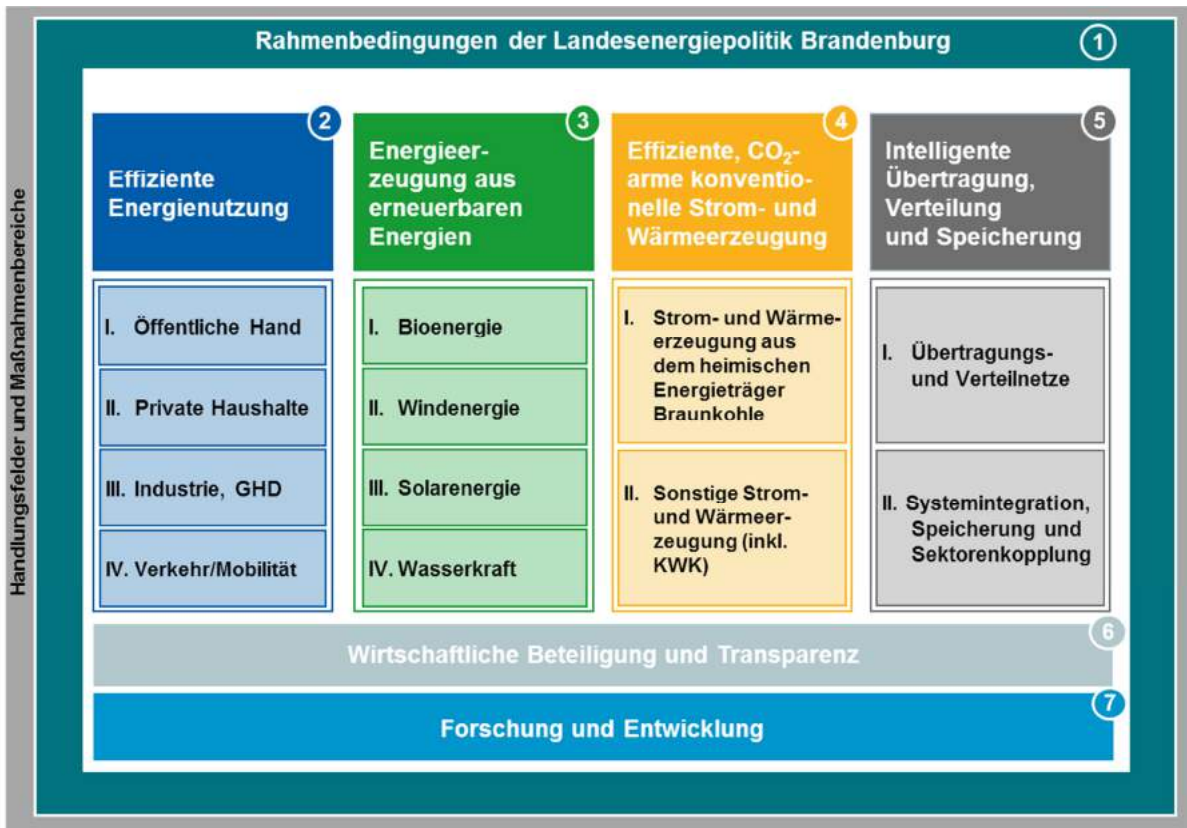 Handlungsfelder und Maßnahmenbereiche
Rahmenbedingungen der Landesenergiepolitik Brandenburg
1
2
Effiziente
Energienutzung
I. Öffentliche Hand
II. Private Haushalte
III. Industrie, GHD
IV. Verkehr/Mobilität
3
Energieer-
zeugung aus
erneuerbaren
Energien
I. Bioenergie
II. Windenergie
III. Solarenergie
IV. Wasserkraft
4
Effiziente, CO₂-
arme konventio-
nelle Strom- und
Wärmeerzeugung
I. Strom- und Wärme-
erzeugung aus
dem heimischen
Energieträger
Braunkohle
II. Sonstige Strom-
und Wärmeer-
zeugung (inkl.
KWK)
5
Intelligente
Übertragung,
Verteilung
und Speicherung
I. Übertragungs-
und Verteilnetze
II. Systemintegration,
Speicherung und
Sektorenkopplung
6
Wirtschaftliche Beteiligung und Transparenz
7
Forschung und Entwicklung